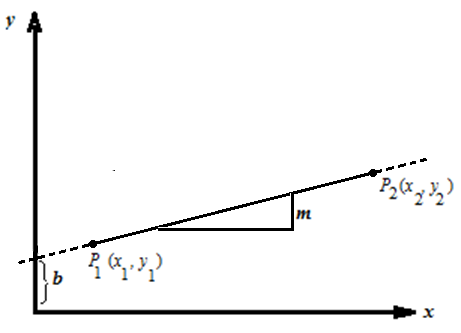 y
P₂(x₂, y₂)
m
P₁ (x₁, y₁)
b
x